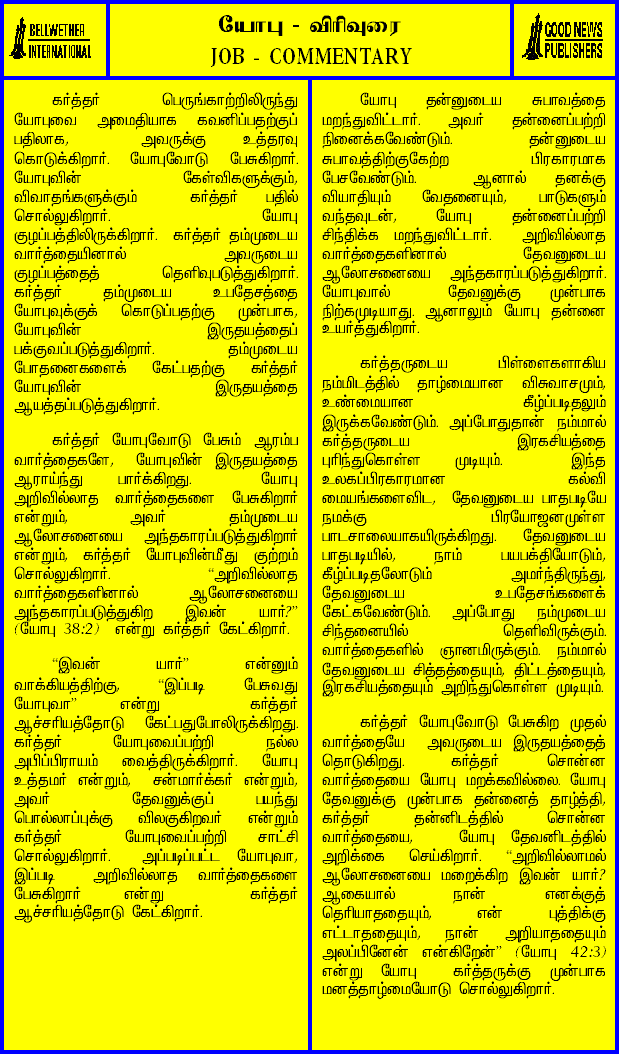 BELLWETHER
INTERNATIONAL
யோபு - விரிவுரை
JOB - COMMENTARY
GOOD NEWS
PUBLISHERS
கர்த்தர் பெருங்காற்றிலிருந்து
யோபுவை அமைதியாக கவனிப்பதற்குப்
பதிலாக, அவருக்கு உத்தரவு
கொடுக்கிறார். யோபுவோடு பேசுகிறார்.
யோபுவின் கேள்விகளுக்கும்,
விவாதங்களுக்கும் கர்த்தர் பதில்
சொல்லுகிறார். யோபு
குழப்பத்திலிருக்கிறார். கர்த்தர் தம்முடைய
வார்த்தையினால் அவருடைய
குழப்பத்தைத் தெளிவுபடுத்துகிறார்.
கர்த்தர் தம்முடைய உபதேசத்தை
யோபுவுக்குக் கொடுப்பதற்கு முன்பாக,
யோபுவின் இருதயத்தைப்
பக்குவப்படுத்துகிறார். தம்முடைய
போதனைகளைக் கேட்பதற்கு கர்த்தர்
யோபுவின் இருதயத்தை
ஆயத்தப்படுத்துகிறார்.
கர்த்தர் யோபுவோடு பேசும் ஆரம்ப
வார்த்தைகளே, யோபுவின் இருதயத்தை
ஆராய்ந்து பார்க்கிறது. யோபு
அறிவில்லாத வார்த்தைகளை பேசுகிறார்
என்றும், அவர் தம்முடைய
ஆலோசனையை அந்தகாரப்படுத்துகிறார்
என்றும், கர்த்தர் யோபுவின்மீது குற்றம்
சொல்லுகிறார். “அறிவில்லாத
வார்த்தைகளினால் ஆலோசனையை
அந்தகாரப்படுத்துகிற இவன் யார்?”
(யோபு 38:2) என்று கர்த்தர் கேட்கிறார்.
“இவன் யார்” என்னும்
வாக்கியத்திற்கு, “இப்படி பேசுவது
யோபுவா” என்று கர்த்தர்
ஆச்சரியத்தோடு கேட்பதுபோலிருக்கிறது.
கர்த்தர் யோபுவைப்பற்றி நல்ல
அபிப்பிராயம் வைத்திருக்கிறார். யோபு
உத்தமர் என்றும், சன்மார்க்கர் என்றும்,
அவர் தேவனுக்குப் பயந்து
பொல்லாப்புக்கு விலகுகிறவர் என்றும்
கர்த்தர் யோபுவைப்பற்றி சாட்சி
சொல்லுகிறார். அப்படிப்பட்ட யோபுவா,
இப்படி அறிவில்லாத வார்த்தைகளை
பேசுகிறார் என்று கர்த்தர்
ஆச்சரியத்தோடு கேட்கிறார்.
யோபு தன்னுடைய சுபாவத்தை
மறந்துவிட்டார். அவர் தன்னைப்பற்றி
நினைக்கவேண்டும். தன்னுடைய
சுபாவத்திற்குகேற்ற பிரகாரமாக
பேசவேண்டும். ஆனால் தனக்கு
வியாதியும் வேதனையும், பாடுகளும்
வந்தவுடன், யோபு தன்னைப்பற்றி
சிந்திக்க மறந்துவிட்டார். அறிவில்லாத
வார்த்தைகளினால் தேவனுடைய
ஆலோசனையை அந்தகாரப்படுத்துகிறார்.
யோபுவால் தேவனுக்கு முன்பாக
நிற்கமுடியாது. ஆனாலும் யோபு தன்னை
உயர்த்துகிறார்.
கர்த்தருடைய பிள்ளைகளாகிய
நம்மிடத்தில் தாழ்மையான விசுவாசமும்,
உண்மையான கீழ்ப்படிதலும்
இருக்கவேண்டும். அப்போதுதான் நம்மால்
கர்த்தருடைய இரகசியத்தை
புரிந்துகொள்ள முடியும். இந்த
உலகப்பிரகாரமான கல்வி
மையங்களைவிட, தேவனுடைய பாதபடியே
நமக்கு பிரயோஜனமுள்ள
பாடசாலையாகயிருக்கிறது. தேவனுடைய
பாதபடியில், நாம் பயபக்தியோடும்,
கீழ்ப்படிதலோடும் அமர்ந்திருந்து,
தேவனுடைய உபதேசங்களைக்
கேட்கவேண்டும். அப்போது நம்முடைய
சிந்தனையில் தெளிவிருக்கும்.
வார்த்தைகளில் ஞானமிருக்கும். நம்மால்
தேவனுடைய சித்தத்தையும், திட்டத்தையும்,
இரகசியத்தையும் அறிந்துகொள்ள முடியும்.
கர்த்தர் யோபுவோடு பேசுகிற முதல்
வார்த்தையே அவருடைய இருதயத்தைத்
தொடுகிறது. கர்த்தர் சொன்ன
வார்த்தையை யோபு மறக்கவில்லை. யோபு
தேவனுக்கு முன்பாக தன்னைத் தாழ்த்தி,
கர்த்தர் தன்னிடத்தில் சொன்ன
வார்த்தையை, யோபு தேவனிடத்தில்
அறிக்கை செய்கிறார். “அறிவில்லாமல்
ஆலோசனையை மறைக்கிற இவன் யார்?
ஆகையால் நான் எனக்குத்
தெரியாததையும், என் புத்திக்கு
எட்டாததையும், நான் அறியாததையும்
அலப்பினேன் என்கிறேன்” (யோபு 42:3)
என்று யோபு கர்த்தருக்கு முன்பாக
மனத்தாழ்மையோடு சொல்லுகிறார்.